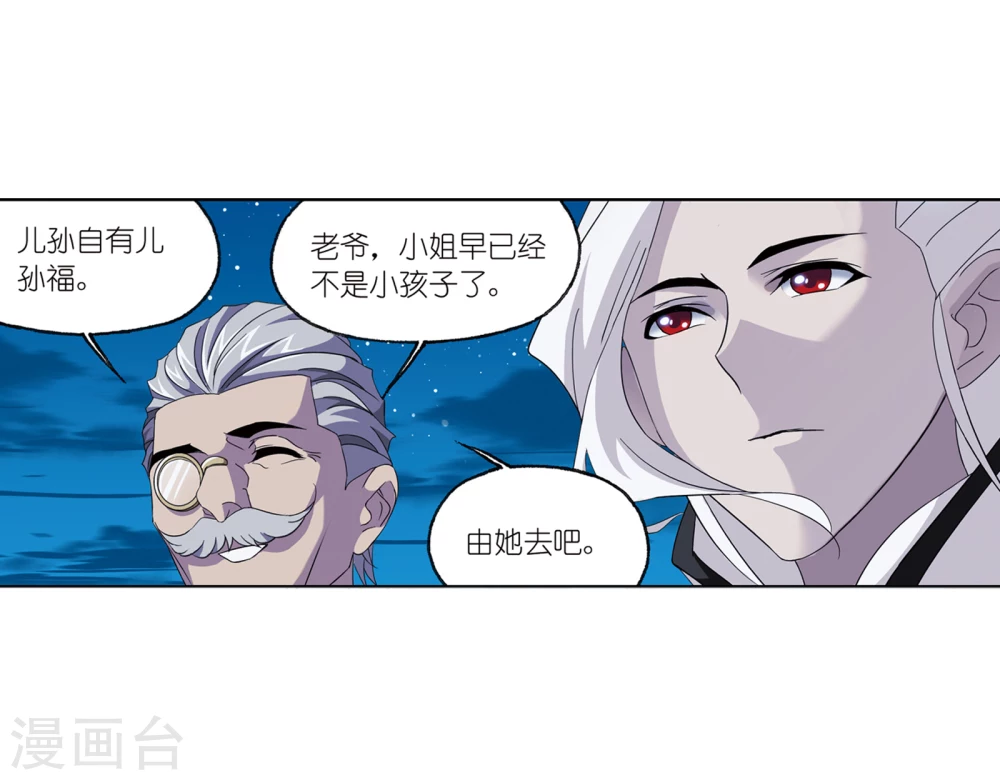 儿孙自有儿
孙福。
老爷，小姐早已经
不是小孩子了。
由她去吧。
漫画台